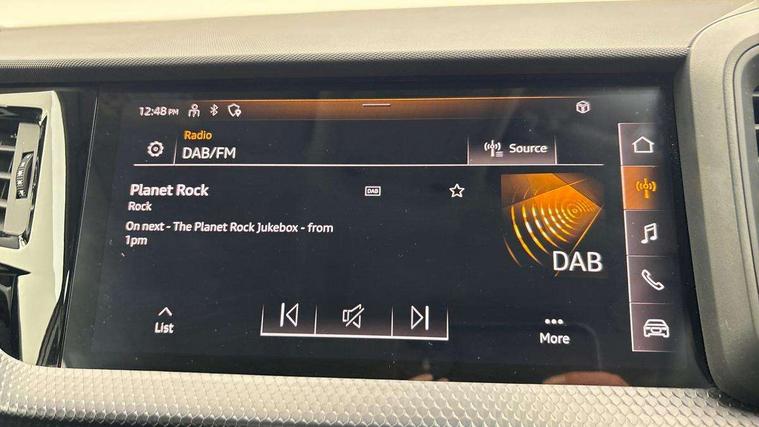 12:48 PM
Radio
DAB/FM
Source
Planet Rock
DAB
Rock
On next - The Planet Rock Jukebox - from
1pm
DAB
List
More